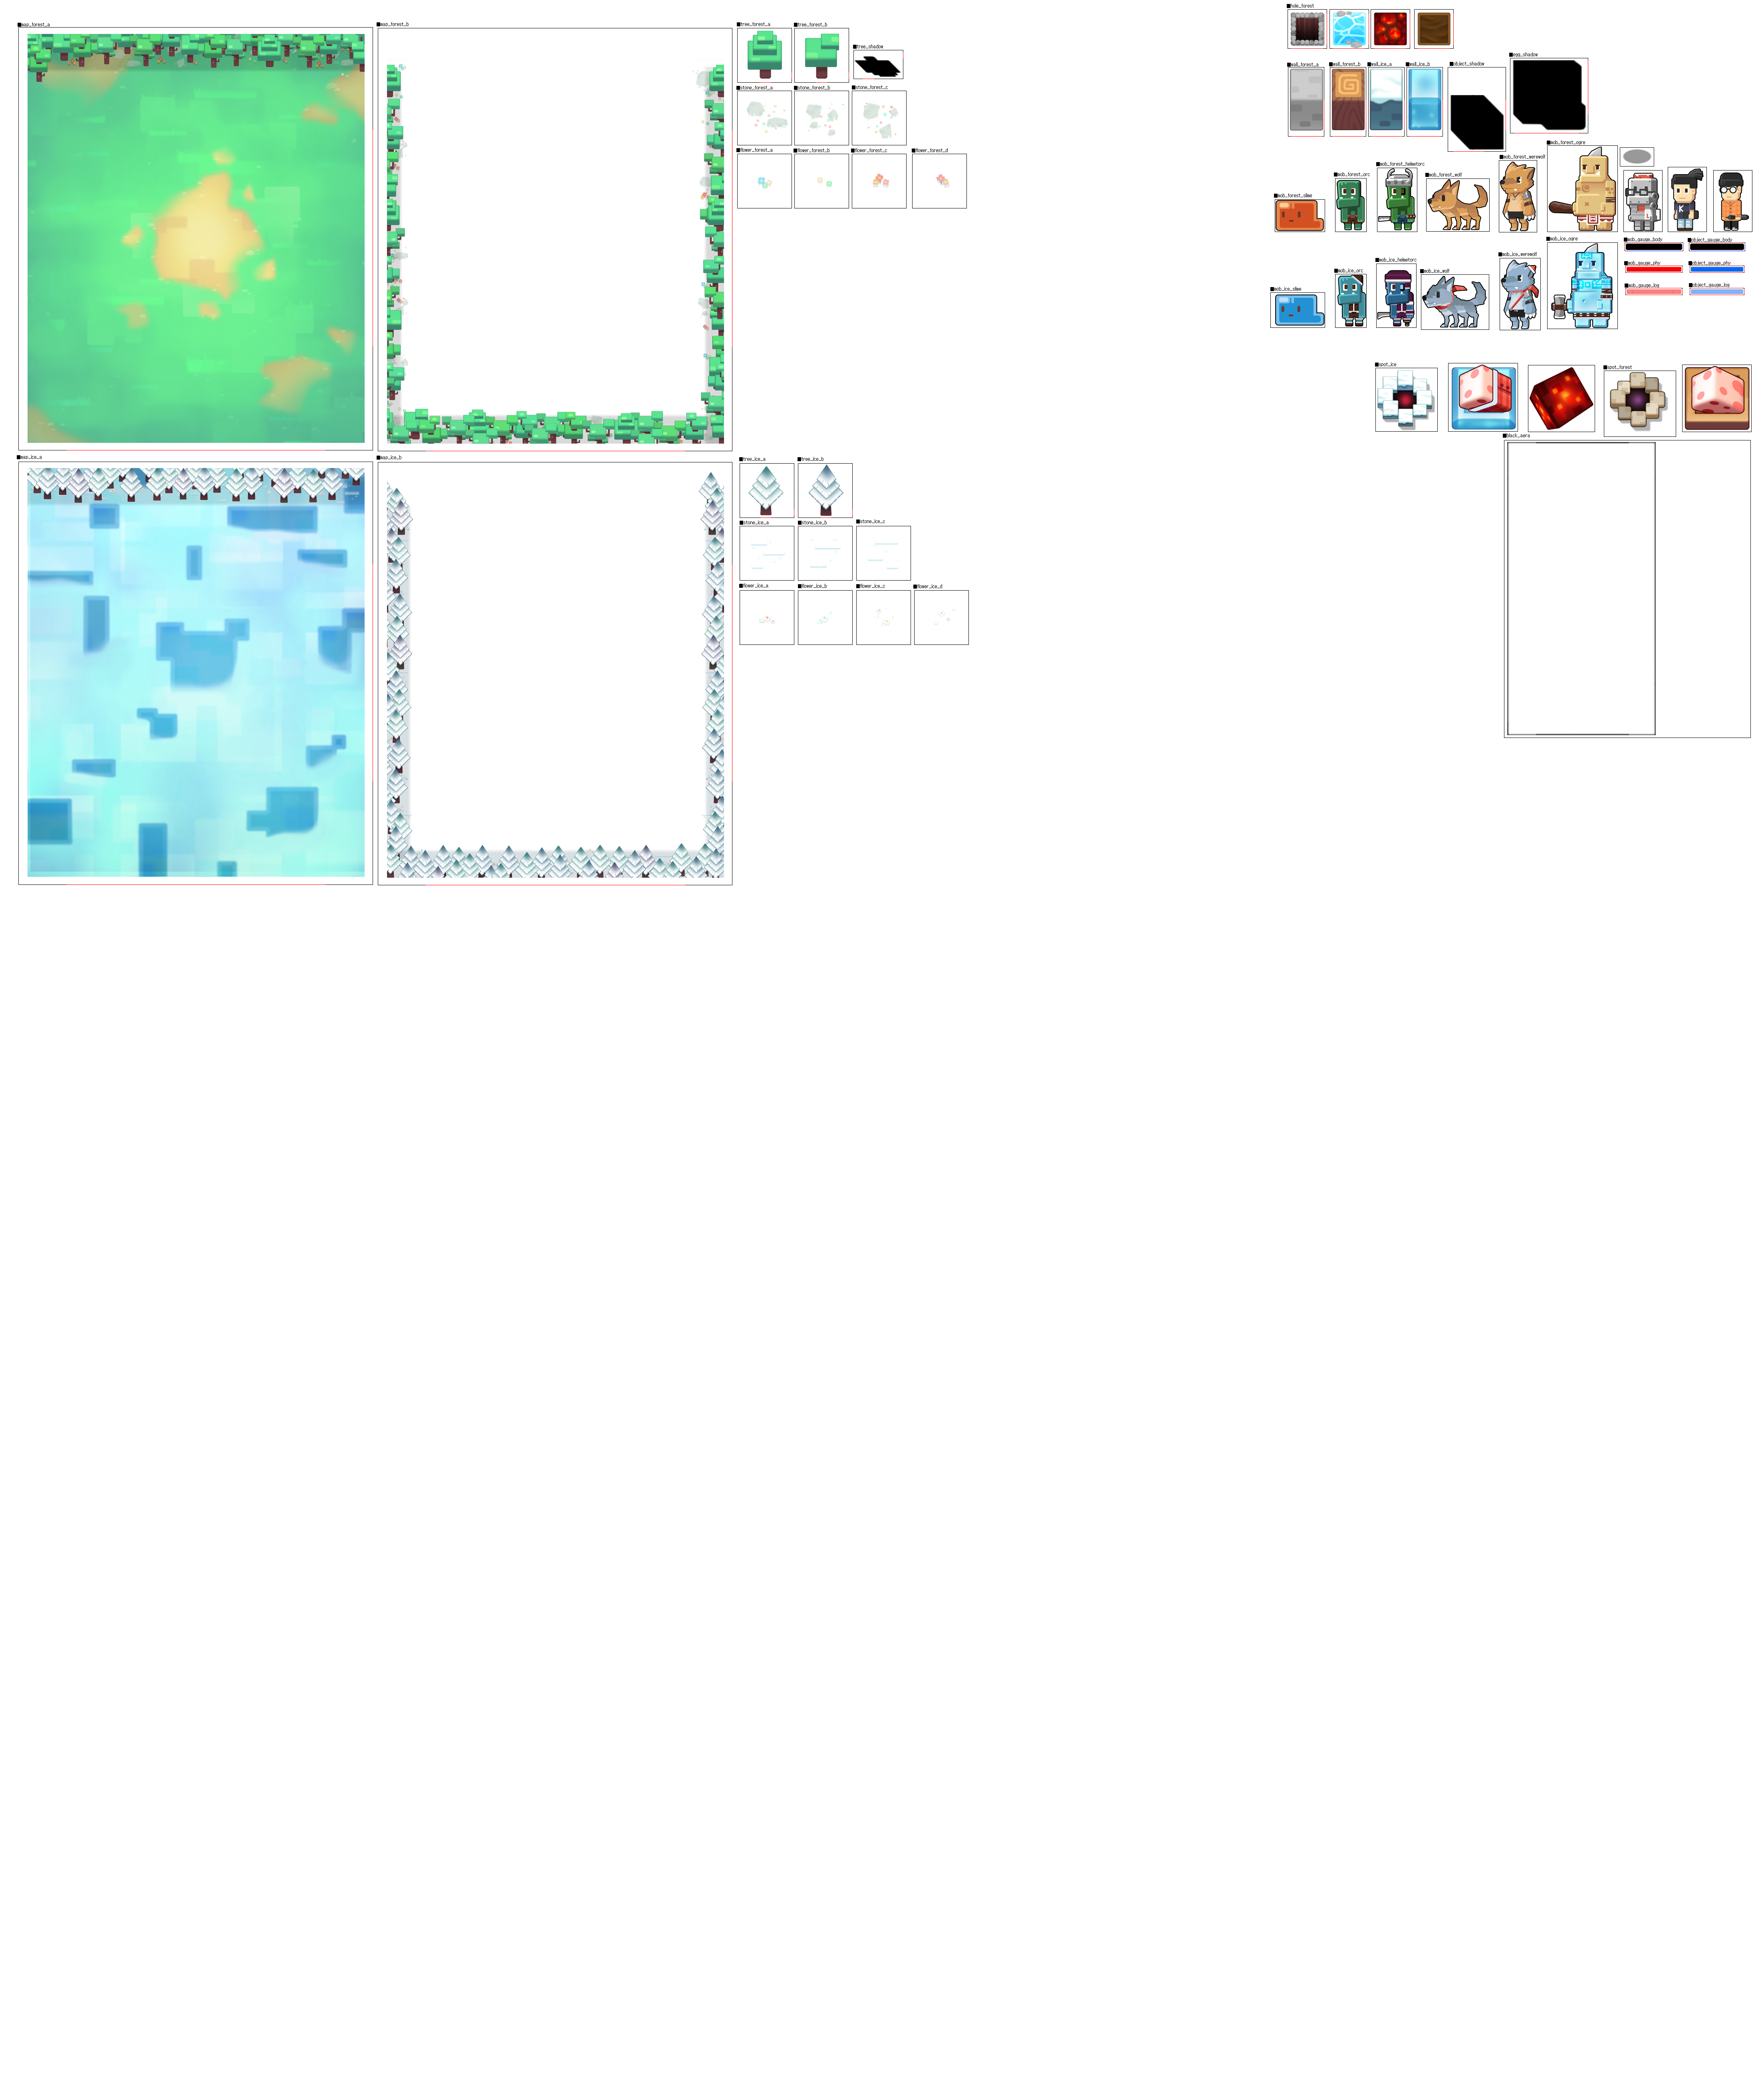 ■map_forest_a
■map_forest_b
■tree_forest_a
■tree_forest_b
■tree_shadow
■stone_forest_a
■stone_forest_b
■stone_forest_c
■flower_forest_a
■flower_forest_b
■flower_forest_c
■flower_forest_d
■hole_forest
■wall_forest_a
■wall_forest_b
■wall_ice_a
■wall_ice_b
■object_shadow
■egg_shadow
■mob_forest_slime
■mob_forest_orc
■mob_forest_helmetorc
■mob_forest_wolf
■mob_forest_werewolf
■mob_forest_ogre
K
■mob_gauge_body
■object_gauge_body
■mob_gauge_phy
■object_gauge_phy
■mob_gauge_log
■object_gauge_log
■mob_ice_slime
■mob_ice_orc
■mob_ice_helmetorc
■mob_ice_wolf
■mob_ice_werewolf
■mob_ice_ogre
■spot_ice
■spot_forest
■black_aera
■map_ice_a
■map_ice_b
■tree_ice_a
■tree_ice_b
■stone_ice_a
■stone_ice_b
■stone_ice_c
■flower_ice_a
■flower_ice_b
■flower_ice_c
■flower_ice_d